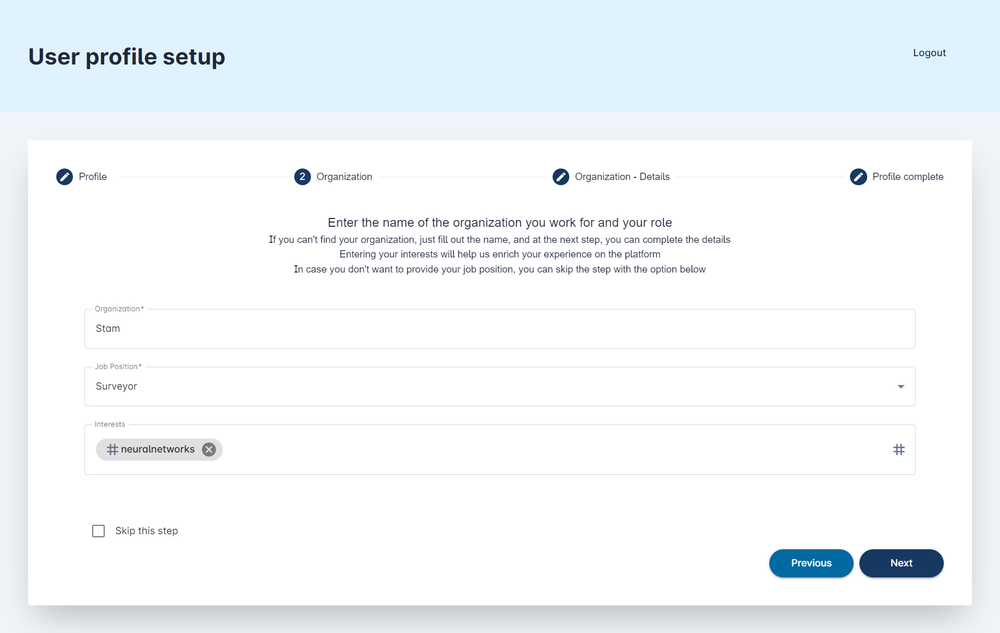 User profile setup
Logout
Profile
2 Organization
Organization - Details
Profile complete
Enter the name of the organization you work for and your role
If you can't find your organization, just fill out the name, and at the next step, you can complete the details
Entering your interests will help us enrich your experience on the platform
In case you don't want to provide your job position, you can skip the step with the option below
Organization*
Stam
Job Position*
Surveyor
Interests
#neuralnetworks
#
Skip this step
Previous
Next